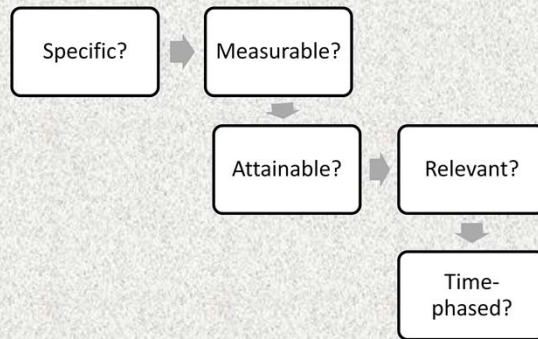 Specific?
Measurable?
Attainable?
Relevant?
Time-
phased?